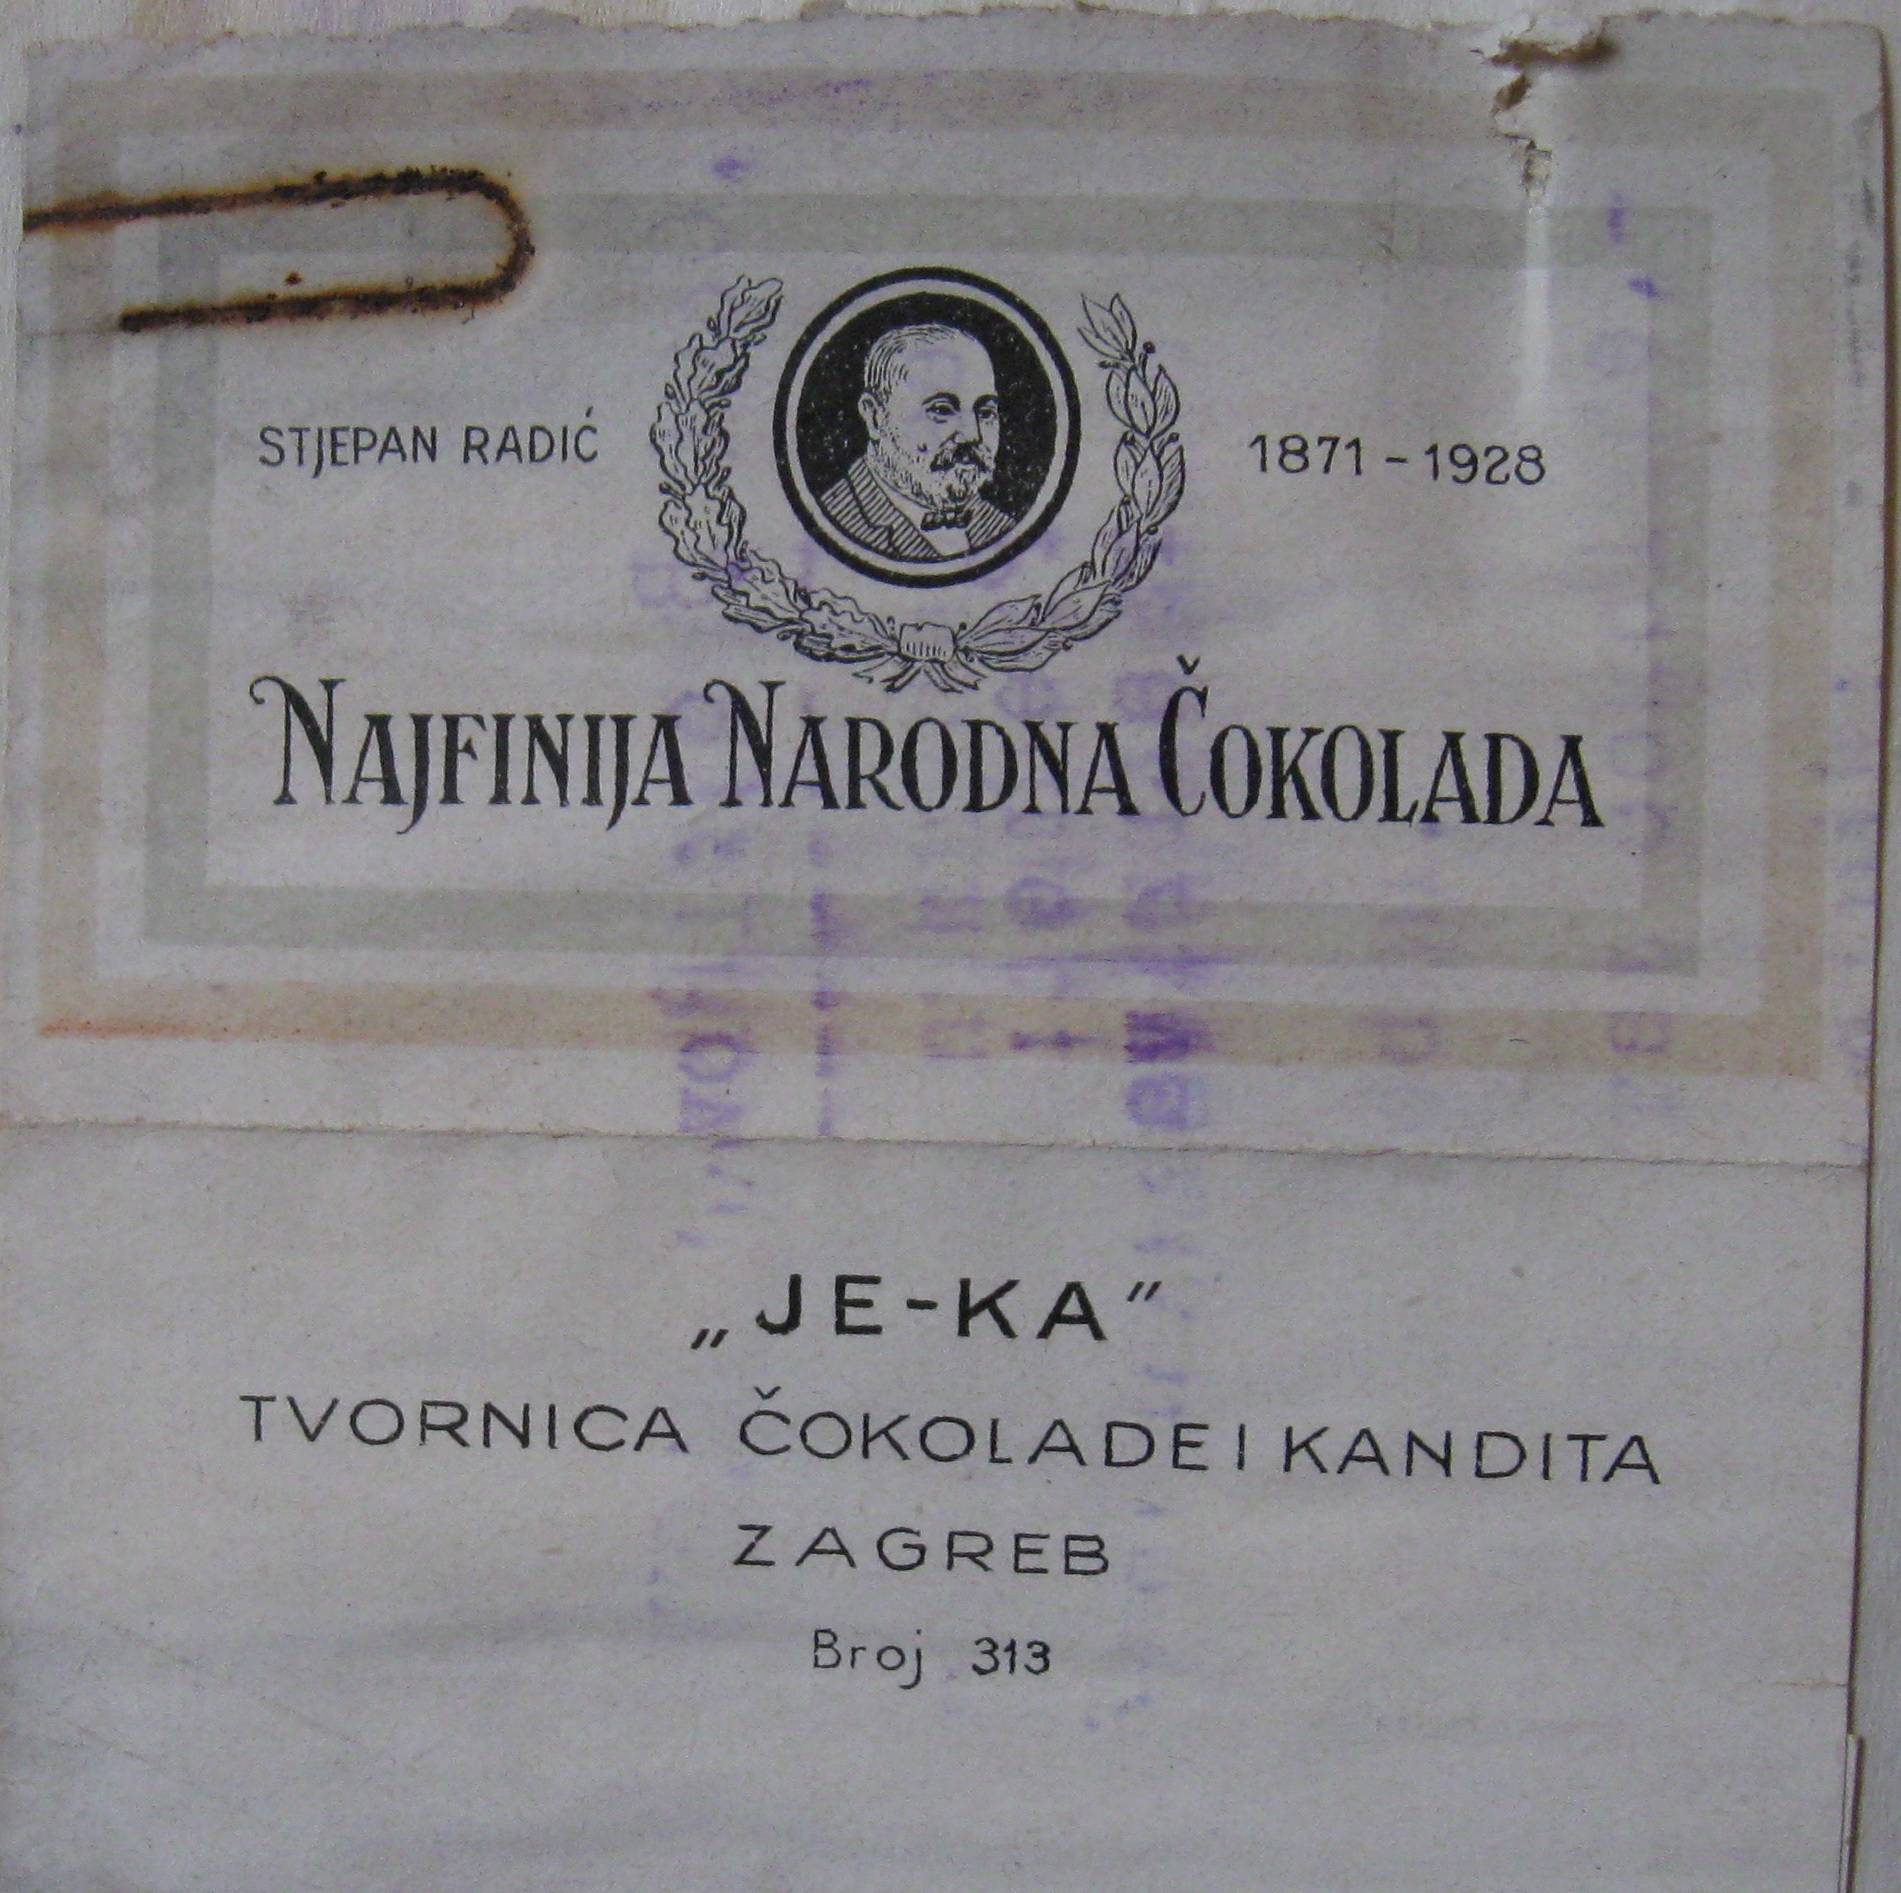 STJEPAN RADIĆ 1871-1928
NAJFINIJA NARODNA ČOKOLADA
„JE-KA”
TVORNICA ČOKOLADE I KANDITA
ZAGREB
Broj 313